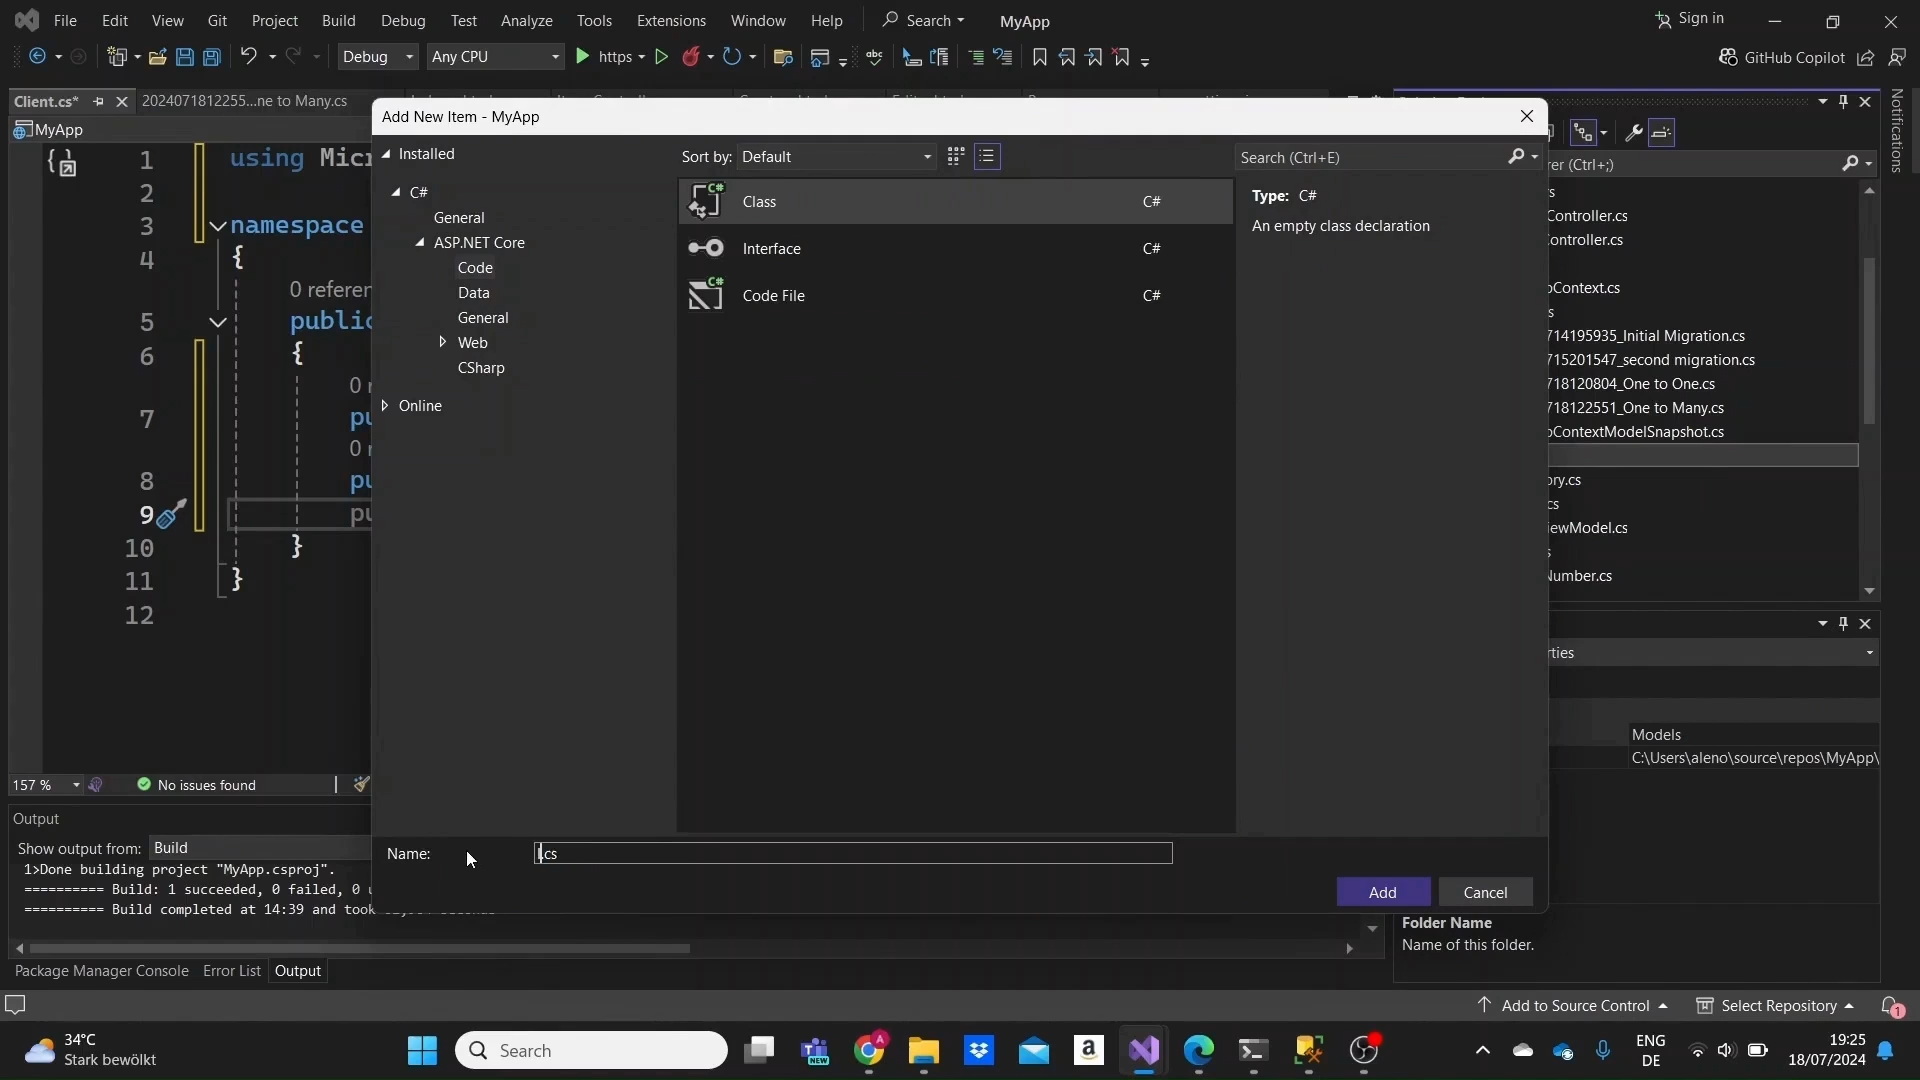 File Edit View Git Project Build Debug Test Analyze Tools Extensions Window Help Search MyApp Sign in
Debug Any CPU https GitHub Copilot
Client.cs* 2024071812255...ne to Many.cs
MyApp
Add New Item - MyApp
Installed
C#
General
ASP.NET Core
Code
Data
General
Web
CSharp
Online
Sort by: Default
Class C#
Interface C#
Code File C#
Search (Ctrl+E)
Type: C#
An empty class declaration
Name: .cs
Add Cancel
1 using Micr
2
3 namespace
4 {
0 referen
5 public
6 {
0 r
7 pu
0 r
8 pu
9 pu
10 }
11 }
12
157 % No issues found
Output
Show output from: Build
1>Done building project "MyApp.csproj".
========== Build: 1 succeeded, 0 failed, 0 u
========== Build completed at 14:39 and took
Package Manager Console Error List Output
Notifications
rer (Ctrl+;)
s
Controller.cs
Controller.cs
Context.cs
s
714195935_Initial Migration.cs
715201547_second migration.cs
718120804_One to One.cs
718122551_One to Many.cs
ContextModelSnapshot.cs
ory.cs
cs
iewModel.cs
s
Number.cs
rties
Models
C:\Users\aleno\source\repos\MyApp\
Folder Name
Name of this folder.
Add to Source Control Select Repository 1
34°C
Stark bewölkt
Search
NEW
A
ENG
DE
19:25
18/07/2024